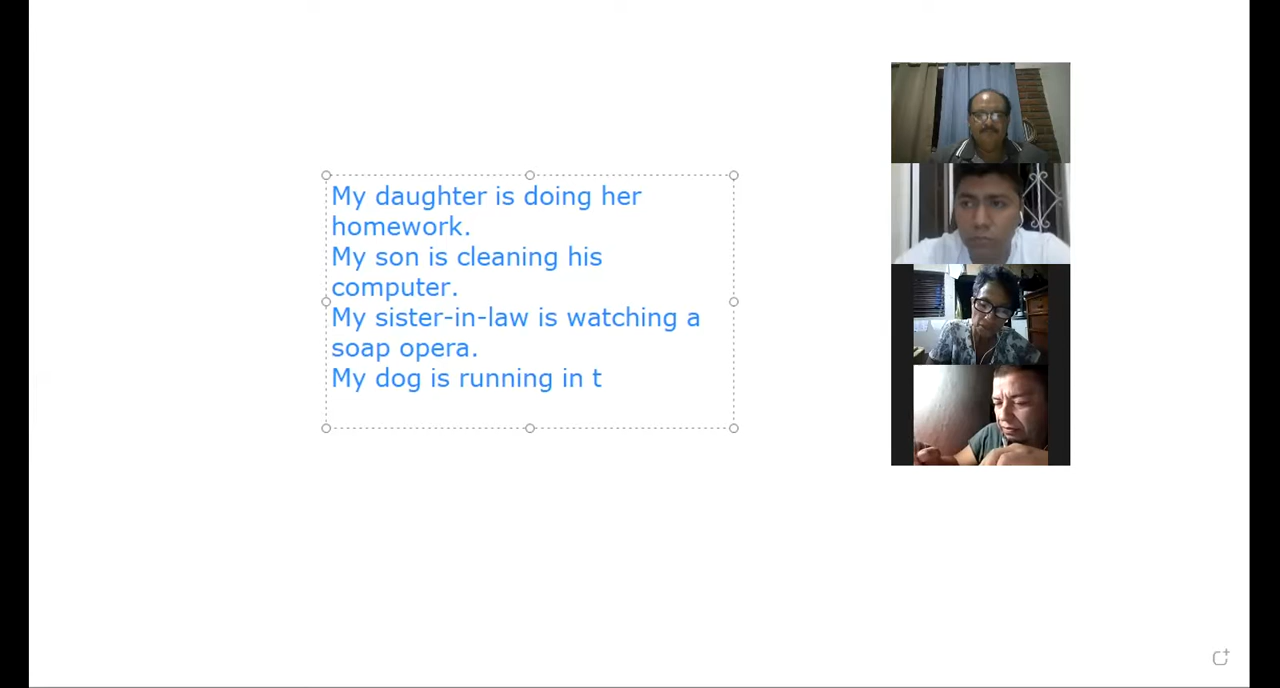 My daughter is doing her
homework.
My son is cleaning his
computer.
My sister-in-law is watching a
soap opera.
My dog is running in t